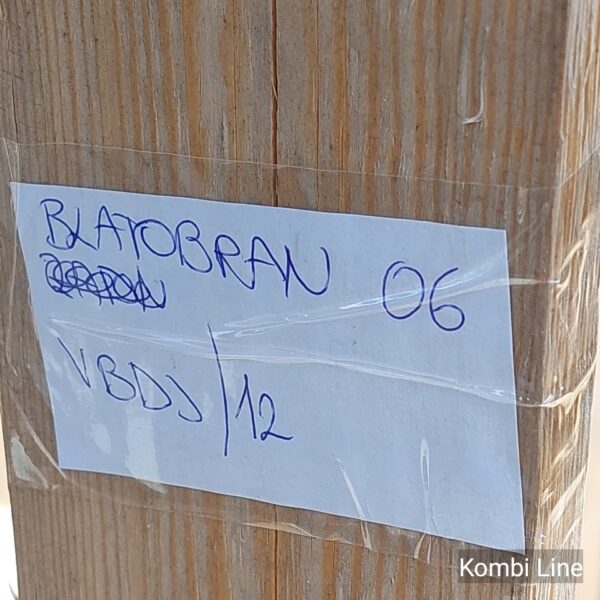 BLATOBRAN 06
VBDJ/12
Kombi Line